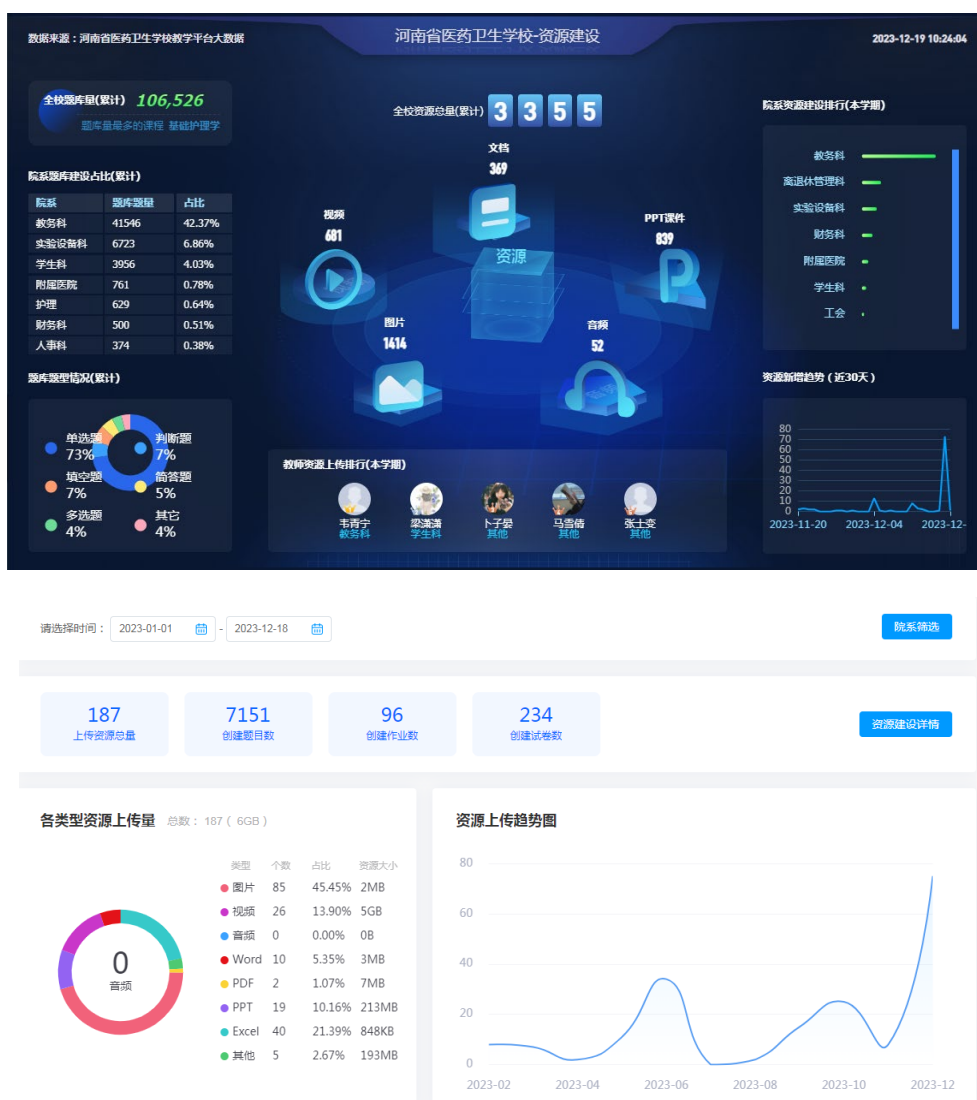 数据来源：河南省医药卫生学校教学平台大数据
河南省医药卫生学校-资源建设
2023-12-19 10:24:04
全校题库量(累计) 106,526
题库量最多的课程 基础护理学
院系题库建设占比(累计)
院系 题库题量 占比
教务科 41546 42.37%
实验设备科 6723 6.86%
学生科 3956 4.03%
附属医院 761 0.78%
护理 629 0.64%
财务科 500 0.51%
人事科 374 0.38%
题库题型情况(累计)
单选题 73%
判断题 7%
填空题 7%
简答题 5%
多选题 4%
其它 4%
全校资源总量(累计) 3 3 5 5
文档
369
视频
681
PPT课件
839
资源
图片
1414
音频
52
教师资源上传排行(本学期)
韦青宁 梁潇潇 卜子晏 马雪倩 张士变
教务科 学生科 其他 其他 其他
院系资源建设排行(本学期)
教务科
离退休管理科
实验设备科
财务科
附属医院
学生科
工会
资源新增趋势（近30天）
80
70
60
50
40
30
20
10
0
2023-11-20 2023-12-04 2023-12-
请选择时间： 2023-01-01 - 2023-12-18
院系筛选
187 7151 96 234
上传资源总量 创建题目数 创建作业数 创建试卷数
资源建设详情
各类型资源上传量 总数：187（6GB）
类型 个数 占比 资源大小
图片 85 45.45% 2MB
视频 26 13.90% 5GB
音频 0 0.00% 0B
Word 10 5.35% 3MB
PDF 2 1.07% 7MB
PPT 19 10.16% 213MB
Excel 40 21.39% 848KB
其他 5 2.67% 193MB
0
音频
资源上传趋势图
80
60
40
20
0
2023-02 2023-04 2023-06 2023-08 2023-10 2023-12